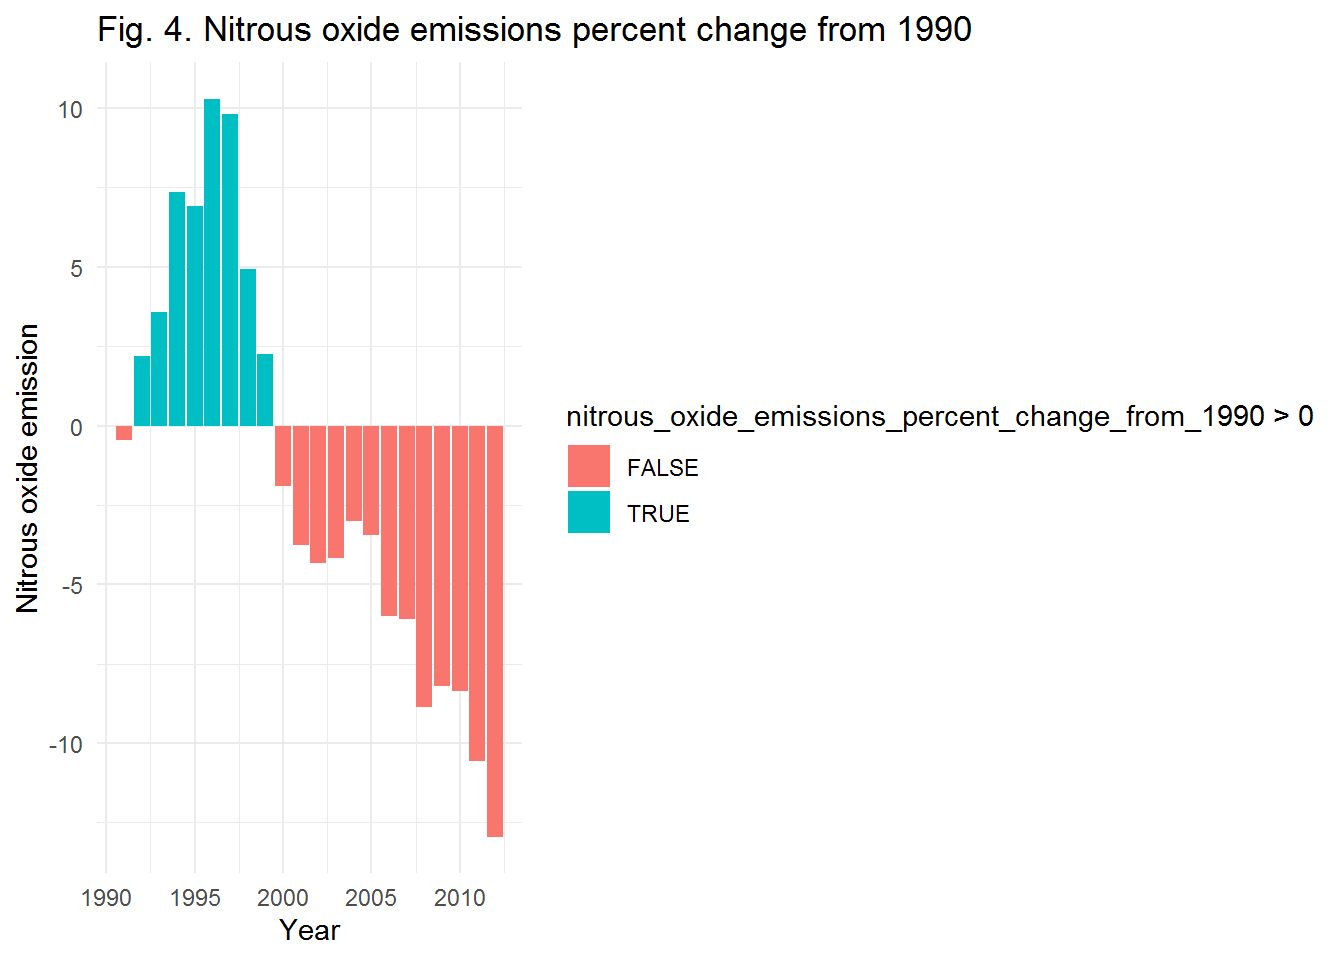 Fig. 4. Nitrous oxide emissions percent change from 1990
10
5
0
-5
-10
Nitrous oxide emission
1990 1995 2000 2005 2010
Year
nitrous_oxide_emissions_percent_change_from_1990 > 0
FALSE
TRUE